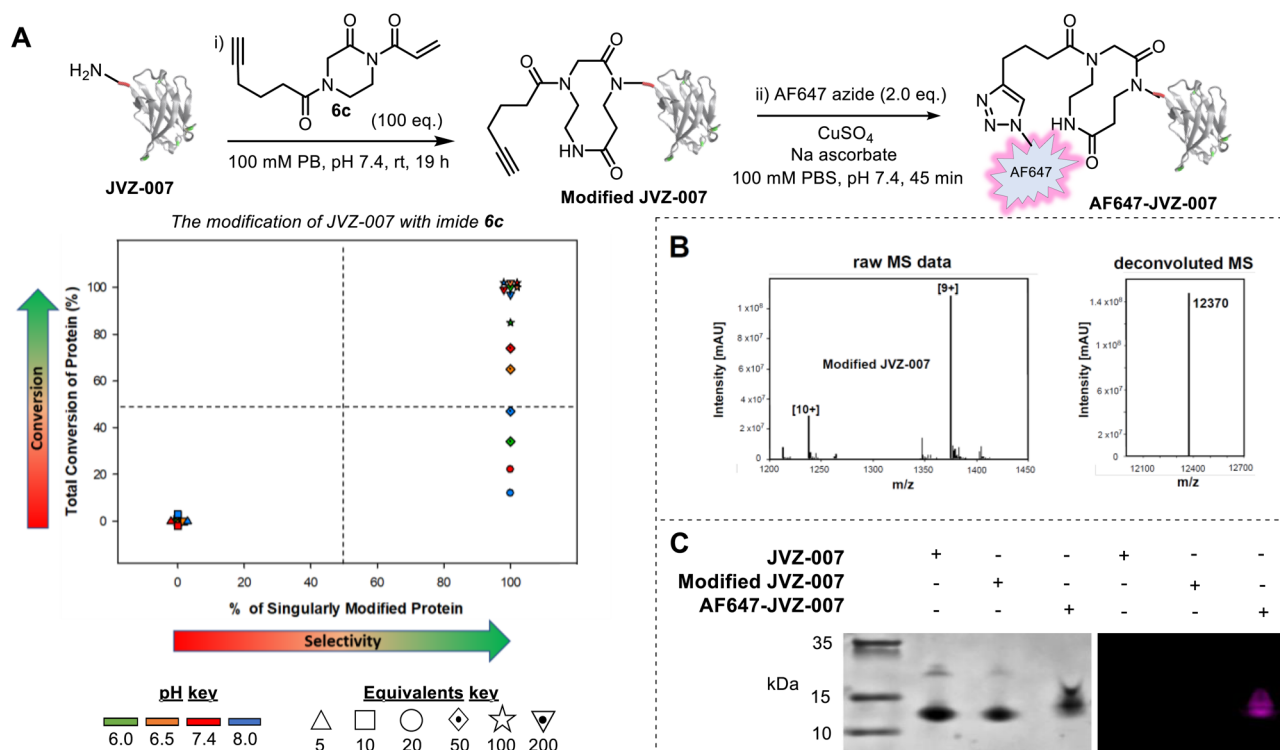 A
i)
O
O
N
N
O
6c
(100 eq.)
100 mM PB, pH 7.4, rt, 19 h
H2N
JVZ-007
O
O
N
N
NH
O
Modified JVZ-007
ii) AF647 azide (2.0 eq.)
CuSO4
Na ascorbate
100 mM PBS, pH 7.4, 45 min
O
O
N
N
N
N
N
HN
O
AF647
AF647-JVZ-007
The modification of JVZ-007 with imide 6c
Conversion
Total Conversion of Protein (%)
100
80
60
40
20
0
0 20 40 60 80 100
% of Singularly Modified Protein
Selectivity
pH key
6.0 6.5 7.4 8.0
Equivalents key
5 10 20 50 100 200
B
raw MS data
Intensity [mAU]
1 x10^8
8 x10^7
6 x10^7
4 x10^7
2 x10^7
0
[9+]
Modified JVZ-007
[10+]
1200 1250 1300 1350 1400 1450
m/z
deconvoluted MS
Intensity [mAU]
1.4 x10^8
1 x10^8
6 x10^7
2 x10^7
0
12370
12100 12400 12700
m/z
C
JVZ-007 + - - + - -
Modified JVZ-007 - + - - + -
AF647-JVZ-007 - - + - - +
kDa
35
15
10